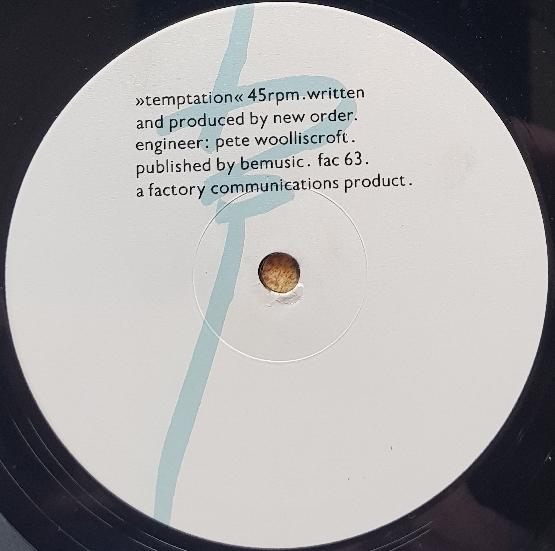 »temptation« 45rpm.written
and produced by new order.
engineer: pete woolliscroft.
published by bemusic. fac 63.
a factory communications product.